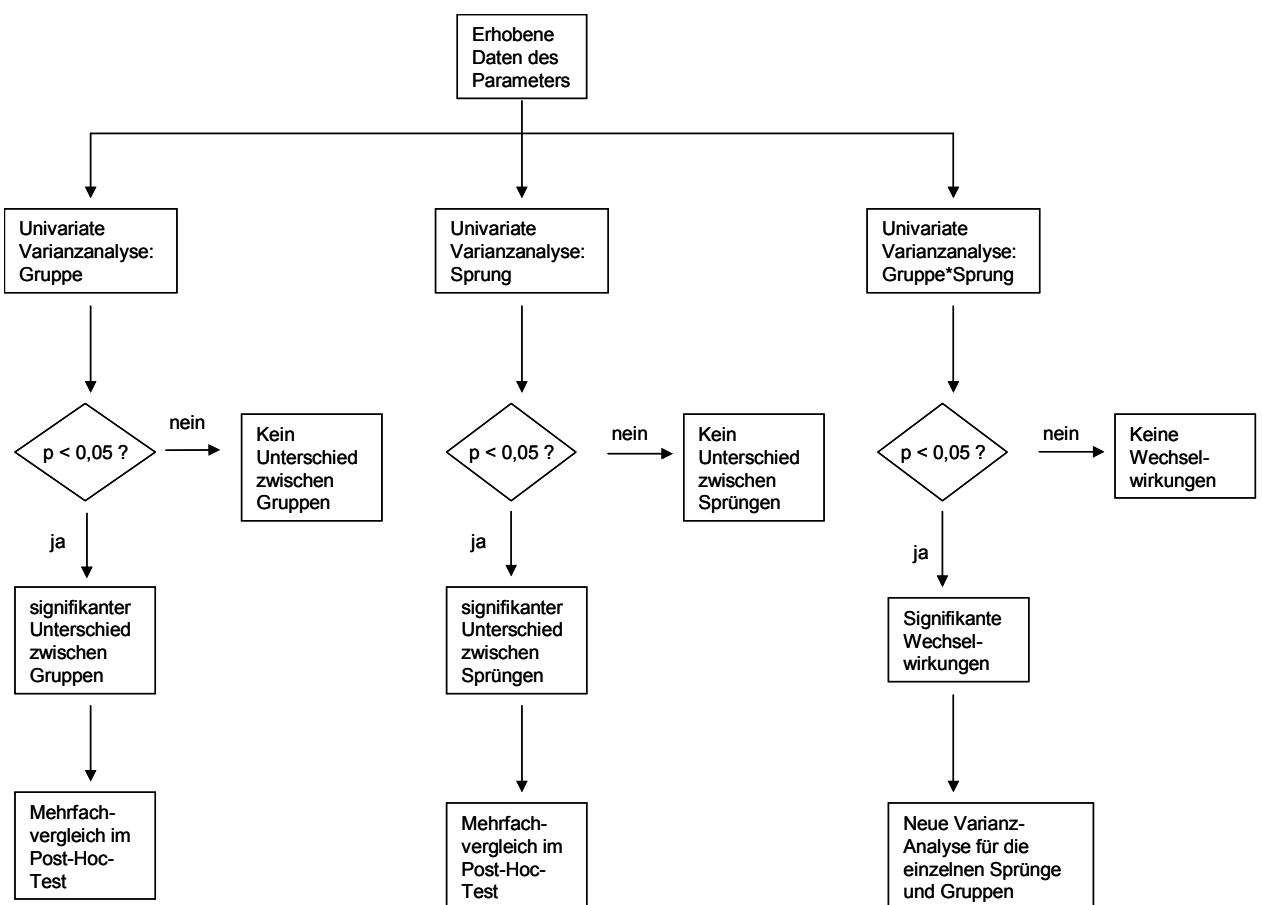 Erhobene
Daten des
Parameters
Univariate
Varianzanalyse:
Gruppe
Univariate
Varianzanalyse:
Sprung
Univariate
Varianzanalyse:
Gruppe*Sprung
p < 0,05 ?
nein
Kein
Unterschied
zwischen
Gruppen
p < 0,05 ?
nein
Kein
Unterschied
zwischen
Sprüngen
p < 0,05 ?
nein
Keine
Wechsel-
wirkungen
ja
ja
ja
signifikanter
Unterschied
zwischen
Gruppen
signifikanter
Unterschied
zwischen
Sprüngen
Signifikante
Wechsel-
wirkungen
Mehrfach-
vergleich im
Post-Hoc-
Test
Mehrfach-
vergleich im
Post-Hoc-
Test
Neue Varianz-
Analyse für die
einzelnen Sprünge
und Gruppen